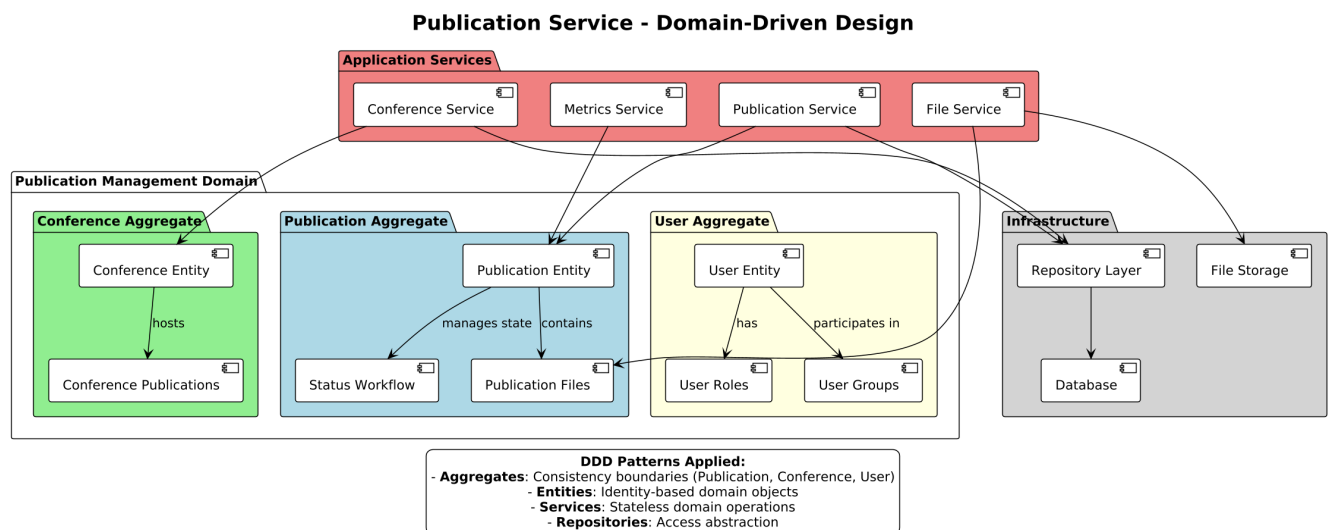 Publication Service - Domain-Driven Design
Application Services
Conference Service
Metrics Service
Publication Service
File Service
Publication Management Domain
Conference Aggregate
Publication Aggregate
User Aggregate
Infrastructure
Conference Entity
Publication Entity
User Entity
Repository Layer
File Storage
hosts
manages state
contains
has
participates in
Conference Publications
Status Workflow
Publication Files
User Roles
User Groups
Database
DDD Patterns Applied:
- Aggregates: Consistency boundaries (Publication, Conference, User)
- Entities: Identity-based domain objects
- Services: Stateless domain operations
- Repositories: Access abstraction